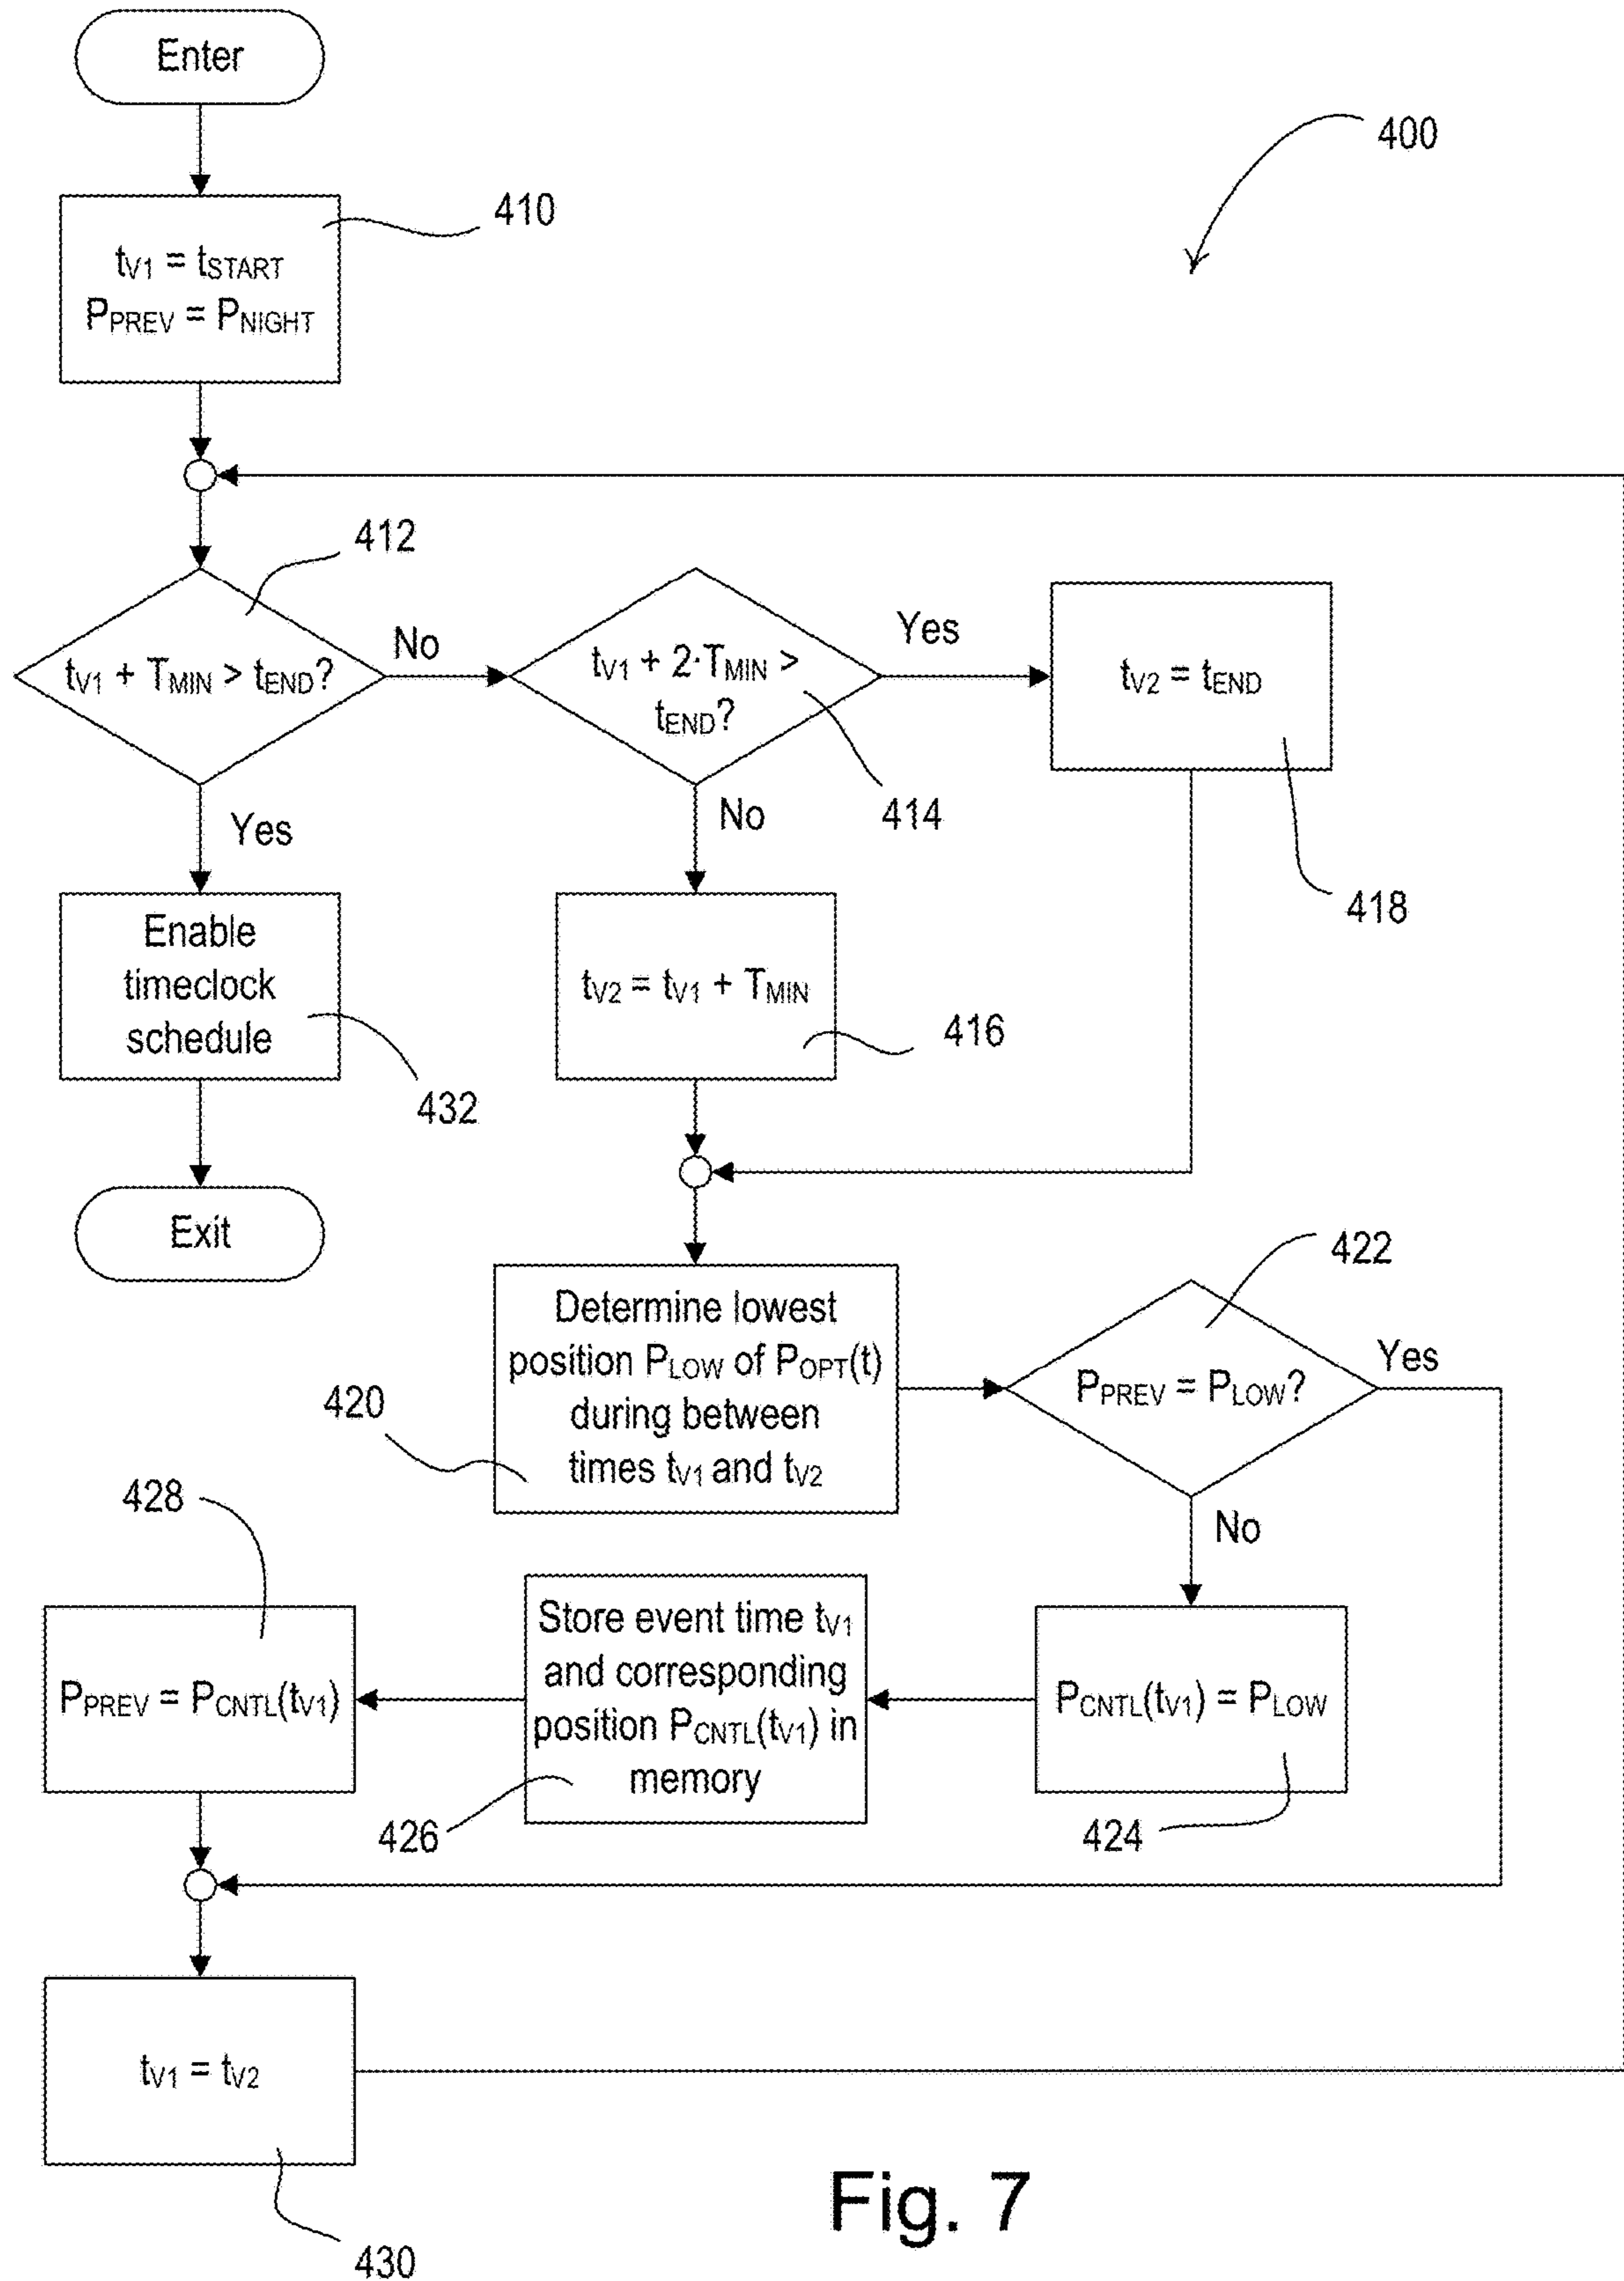 Enter
400
410
tV1 = tSTART
PPREV = PNIGHT
412
tV1 + TMIN > tEND?
No
Yes
414
tV1 + 2·TMIN >
tEND?
Yes
No
tV2 = tEND
418
Enable
timeclock
schedule
432
tV2 = tV1 + TMIN
416
Exit
Determine lowest
position PLOW of POPT(t)
during between
times tV1 and tV2
420
422
PPREV = PLOW?
Yes
No
PCNTL(tV1) = PLOW
424
Store event time tV1
and corresponding
position PCNTL(tV1) in
memory
426
428
PPREV = PCNTL(tV1)
tV1 = tV2
430
Fig. 7